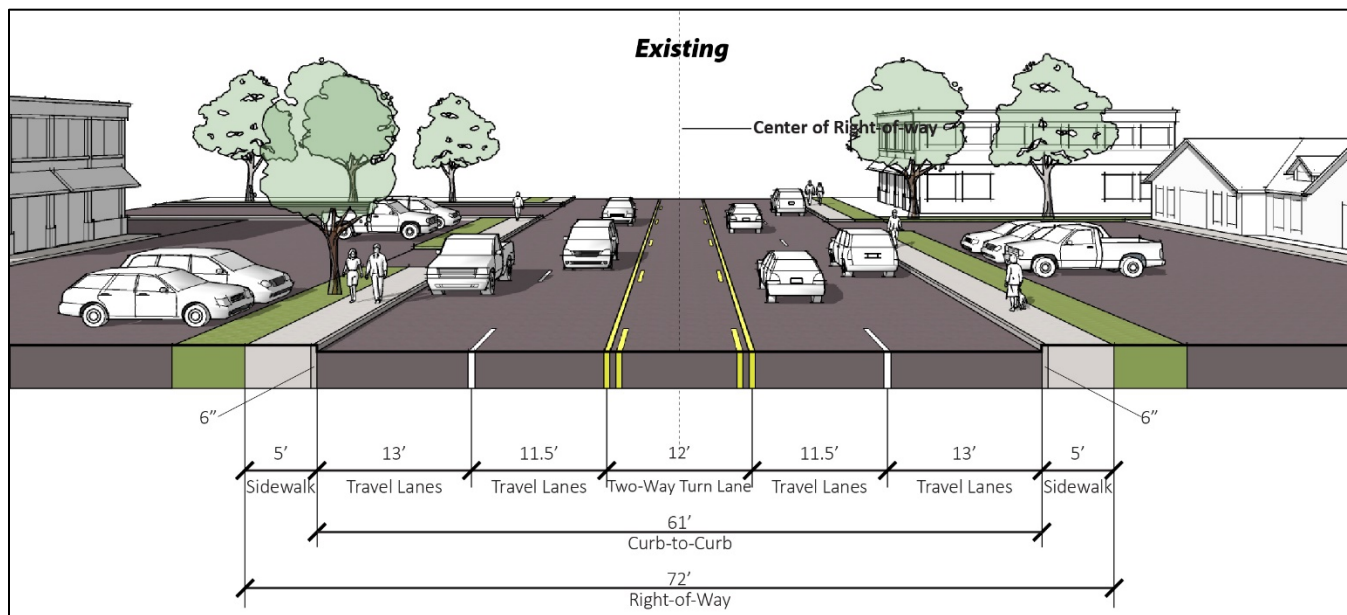 Existing
Center of Right-of-way
6”
6”
5’ 13’ 11.5’ 12’ 11.5’ 13’ 5’
Sidewalk Travel Lanes Travel Lanes Two-Way Turn Lane Travel Lanes Travel Lanes Sidewalk
61’
Curb-to-Curb
72’
Right-of-Way